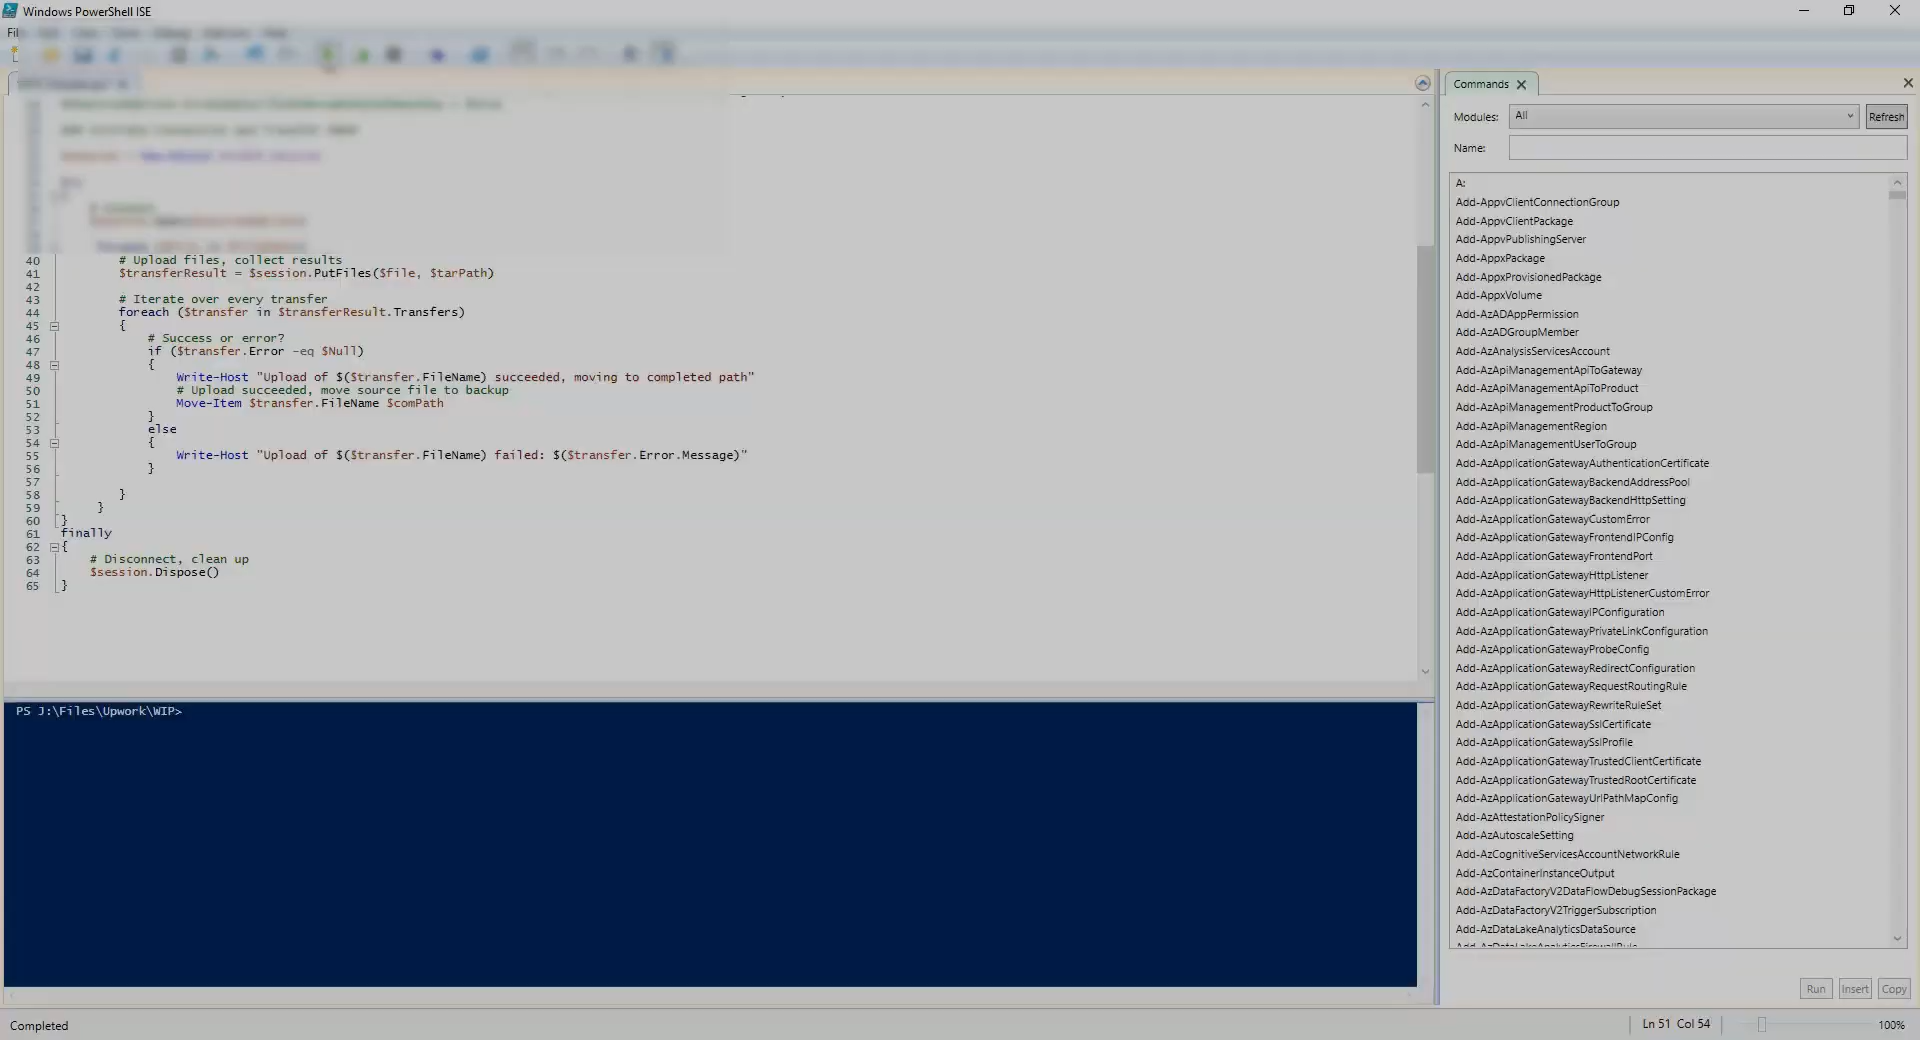 Windows PowerShell ISE
Commands
Modules:
All
Refresh
Name:
A:
Add-AppvClientConnectionGroup
Add-AppvClientPackage
Add-AppvPublishingServer
Add-AppxPackage
Add-AppxProvisionedPackage
Add-AppxVolume
Add-AzADAppPermission
Add-AzADGroupMember
Add-AzAnalysisServicesAccount
Add-AzApiManagementApiToGateway
Add-AzApiManagementApiToProduct
Add-AzApiManagementProductToGroup
Add-AzApiManagementRegion
Add-AzApiManagementUserToGroup
Add-AzApplicationGatewayAuthenticationCertificate
Add-AzApplicationGatewayBackendAddressPool
Add-AzApplicationGatewayBackendHttpSetting
Add-AzApplicationGatewayCustomError
Add-AzApplicationGatewayFrontendIPConfig
Add-AzApplicationGatewayFrontendPort
Add-AzApplicationGatewayHttpListener
Add-AzApplicationGatewayHttpListenerCustomError
Add-AzApplicationGatewayIPConfiguration
Add-AzApplicationGatewayPrivateLinkConfiguration
Add-AzApplicationGatewayProbeConfig
Add-AzApplicationGatewayRedirectConfiguration
Add-AzApplicationGatewayRequestRoutingRule
Add-AzApplicationGatewayRewriteRuleSet
Add-AzApplicationGatewaySslCertificate
Add-AzApplicationGatewaySslProfile
Add-AzApplicationGatewayTrustedClientCertificate
Add-AzApplicationGatewayTrustedRootCertificate
Add-AzApplicationGatewayUrlPathMapConfig
Add-AzAttestationPolicySigner
Add-AzAutoscaleSetting
Add-AzCognitiveServicesAccountNetworkRule
Add-AzContainerInstanceOutput
Add-AzDataFactoryV2DataFlowDebugSessionPackage
Add-AzDataFactoryV2TriggerSubscription
Add-AzDataLakeAnalyticsDataSource
Add-AzDataLakeAnalyticsFirewallRule
Run
Insert
Copy
40 # Upload files, collect results
41 $transferResult = $session.PutFiles($file, $tarPath)
42
43 # Iterate over every transfer
44 foreach ($transfer in $transferResult.Transfers)
45 {
46 # Success or error?
47 if ($transfer.Error -eq $Null)
48 {
49 Write-Host "Upload of $($transfer.FileName) succeeded, moving to completed path"
50 # Upload succeeded, move source file to backup
51 Move-Item $transfer.FileName $comPath
52 }
53 else
54 {
55 Write-Host "Upload of $($transfer.FileName) failed: $($transfer.Error.Message)"
56 }
57
58 }
59 }
60 }
61 finally
62 {
63 # Disconnect, clean up
64 $session.Dispose()
65 }
PS J:\Files\Upwork\WIP>
Completed
Ln 51 Col 54
100%